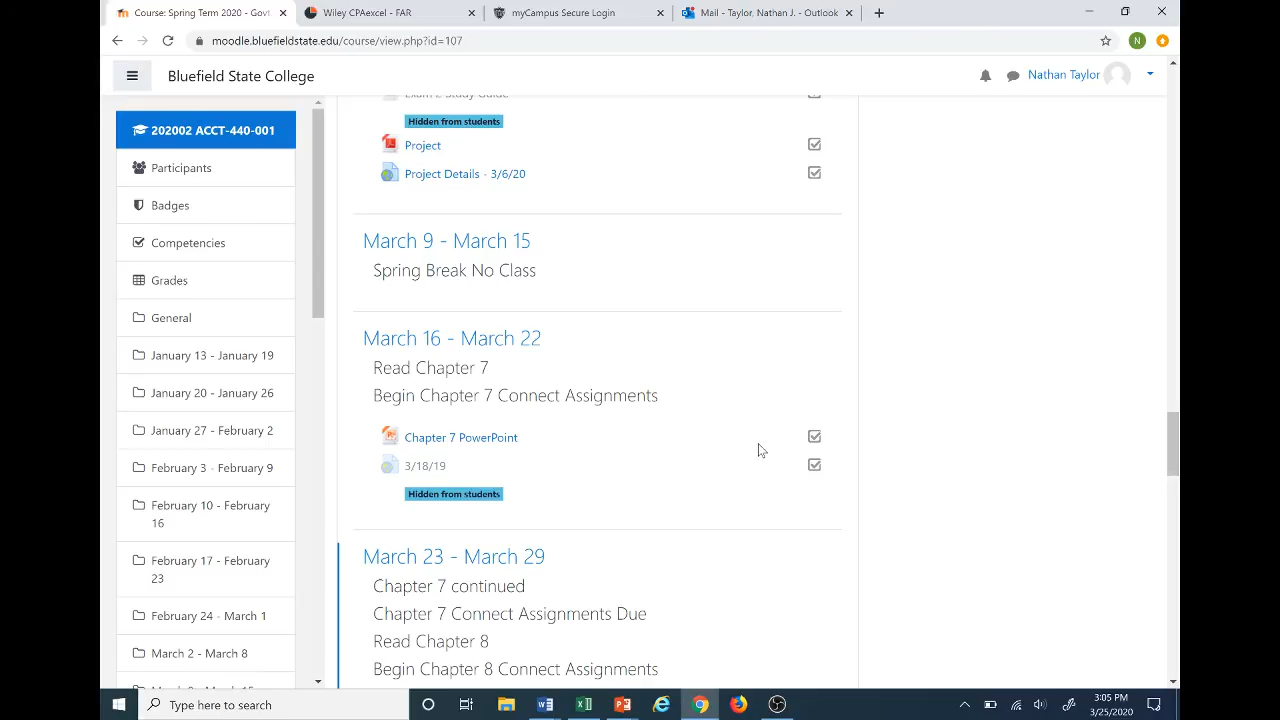 Course: Spring Term 2020 - Govt
Wiley CPAexcel - FAR
myCampus Secure Login
Mail - Taylor, Nathan J. - Outlook
moodle.bluefieldstate.edu/course/view.php?id=107
N
Bluefield State College
Nathan Taylor
202002 ACCT-440-001
Participants
Badges
Competencies
Grades
General
January 13 - January 19
January 20 - January 26
January 27 - February 2
February 3 - February 9
February 10 - February
16
February 17 - February
23
February 24 - March 1
March 2 - March 8
Exam 2 Study Guide
Hidden from students
Project
Project Details - 3/6/20
March 9 - March 15
Spring Break No Class
March 16 - March 22
Read Chapter 7
Begin Chapter 7 Connect Assignments
Chapter 7 PowerPoint
3/18/19
Hidden from students
March 23 - March 29
Chapter 7 continued
Chapter 7 Connect Assignments Due
Read Chapter 8
Begin Chapter 8 Connect Assignments
Type here to search
3:05 PM
3/25/2020